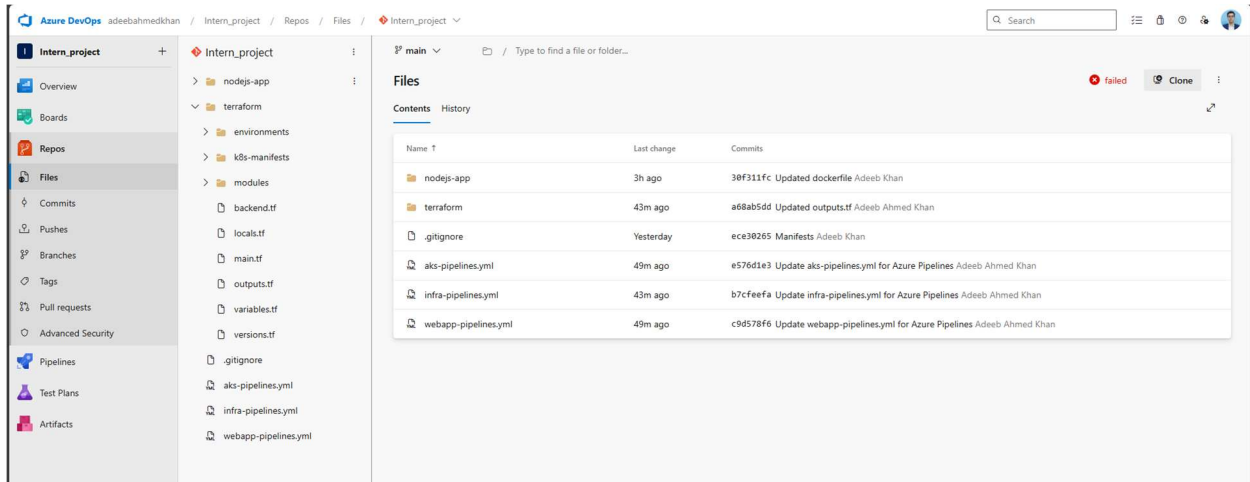 Azure DevOps adeebahmedkhan / Intern_project / Repos / Files / Intern_project
Search
I Intern_project +
Overview
Boards
Repos
Files
Commits
Pushes
Branches
Tags
Pull requests
Advanced Security
Pipelines
Test Plans
Artifacts
Intern_project
nodejs-app
terraform
environments
k8s-manifests
modules
backend.tf
locals.tf
main.tf
outputs.tf
variables.tf
versions.tf
.gitignore
aks-pipelines.yml
infra-pipelines.yml
webapp-pipelines.yml
main / Type to find a file or folder...
Files
failed Clone
Contents History
Name ↑ Last change Commits
nodejs-app 3h ago 30f311fc Updated dockerfile Adeeb Khan
terraform 43m ago a68ab5dd Updated outputs.tf Adeeb Ahmed Khan
.gitignore Yesterday ece30265 Manifests Adeeb Khan
aks-pipelines.yml 49m ago e576d1e3 Update aks-pipelines.yml for Azure Pipelines Adeeb Ahmed Khan
infra-pipelines.yml 43m ago b7cfeefa Update infra-pipelines.yml for Azure Pipelines Adeeb Ahmed Khan
webapp-pipelines.yml 49m ago c9d578f6 Update webapp-pipelines.yml for Azure Pipelines Adeeb Ahmed Khan